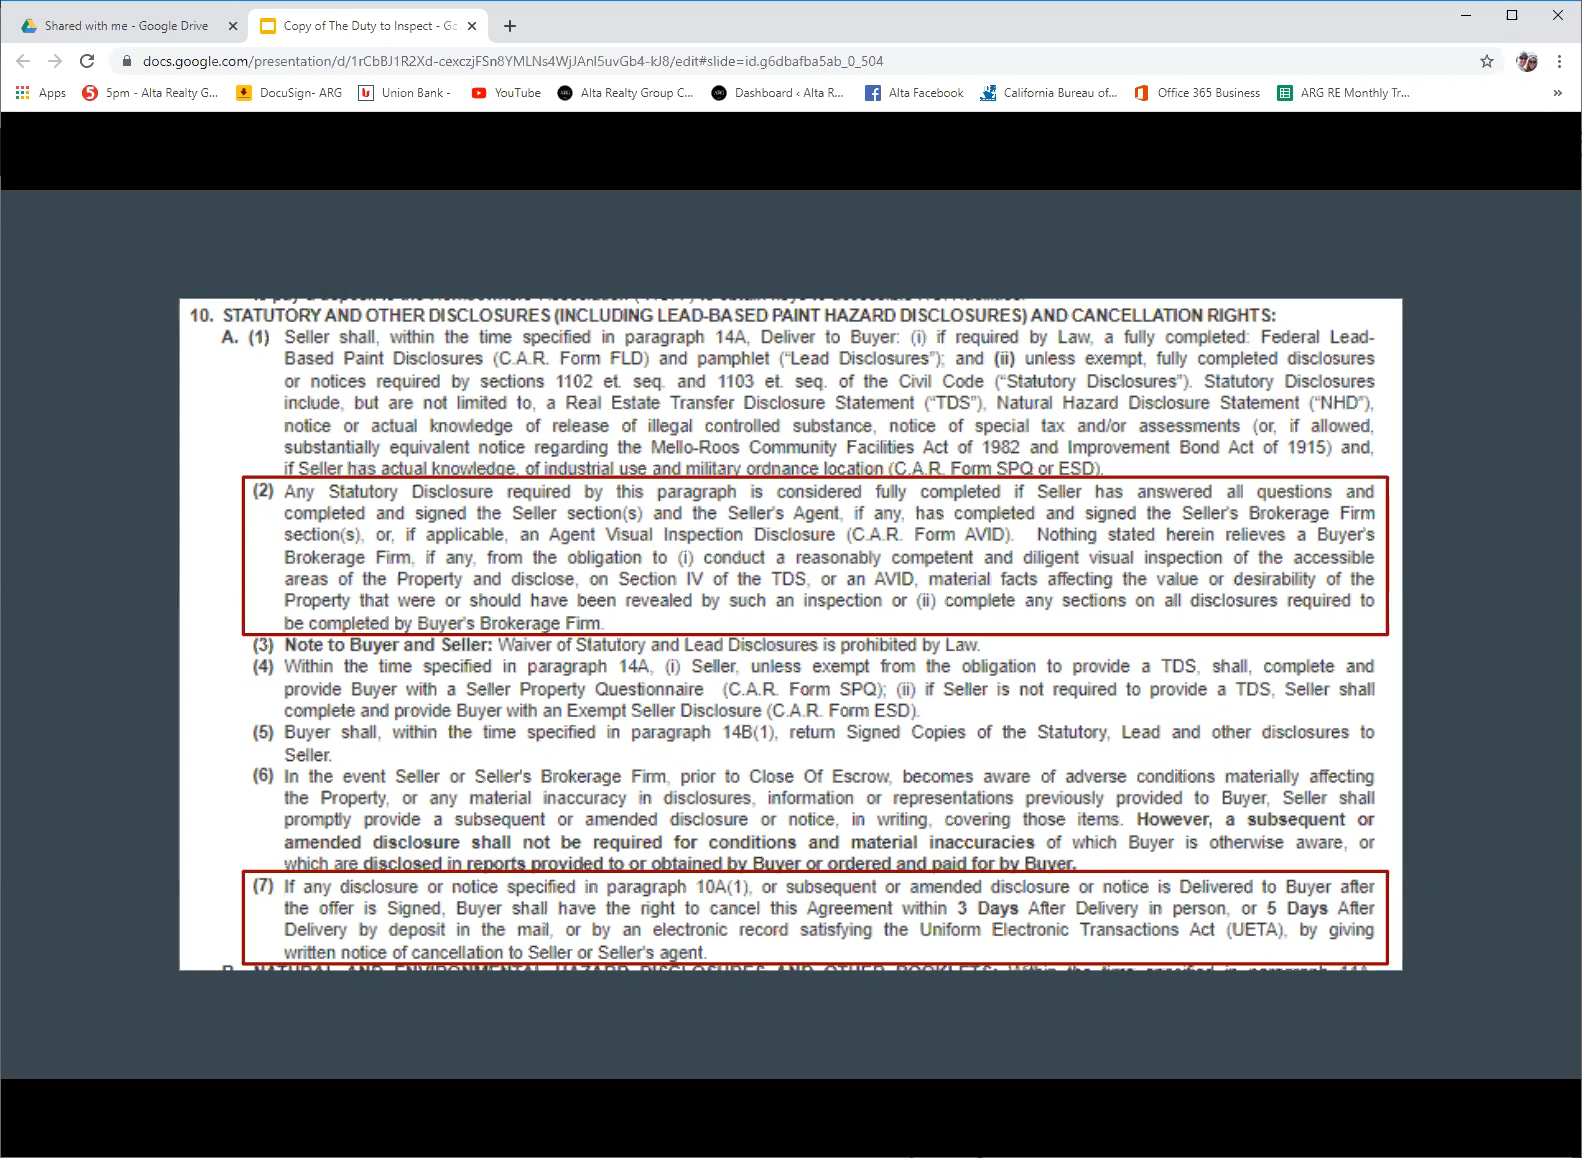 Shared with me - Google Drive
Copy of The Duty to Inspect - Go
docs.google.com/presentation/d/1rCbBJ1R2Xd-cexczjFSn8YMLNs4WjJAnI5uvGb4-kJ8/edit#slide=id.g6dbafba5ab_0_504
Apps 5pm - Alta Realty G... DocuSign- ARG Union Bank - YouTube Alta Realty Group C... Dashboard ‹ Alta R... Alta Facebook California Bureau of... Office 365 Business ARG RE Monthly Tr... »
10. STATUTORY AND OTHER DISCLOSURES (INCLUDING LEAD-BASED PAINT HAZARD DISCLOSURES) AND CANCELLATION RIGHTS:
A. (1) Seller shall, within the time specified in paragraph 14A, Deliver to Buyer: (i) if required by Law, a fully completed: Federal Lead-
Based Paint Disclosures (C.A.R. Form FLD) and pamphlet (“Lead Disclosures”); and (ii) unless exempt, fully completed disclosures
or notices required by sections 1102 et. seq. and 1103 et. seq. of the Civil Code (“Statutory Disclosures”). Statutory Disclosures
include, but are not limited to, a Real Estate Transfer Disclosure Statement (“TDS”), Natural Hazard Disclosure Statement (“NHD”),
notice or actual knowledge of release of illegal controlled substance, notice of special tax and/or assessments (or, if allowed,
substantially equivalent notice regarding the Mello-Roos Community Facilities Act of 1982 and Improvement Bond Act of 1915) and,
if Seller has actual knowledge, of industrial use and military ordnance location (C.A.R. Form SPQ or ESD).
(2) Any Statutory Disclosure required by this paragraph is considered fully completed if Seller has answered all questions and
completed and signed the Seller section(s) and the Seller's Agent, if any, has completed and signed the Seller's Brokerage Firm
section(s), or, if applicable, an Agent Visual Inspection Disclosure (C.A.R. Form AVID). Nothing stated herein relieves a Buyer's
Brokerage Firm, if any, from the obligation to (i) conduct a reasonably competent and diligent visual inspection of the accessible
areas of the Property and disclose, on Section IV of the TDS, or an AVID, material facts affecting the value or desirability of the
Property that were or should have been revealed by such an inspection or (ii) complete any sections on all disclosures required to
be completed by Buyer's Brokerage Firm.
(3) Note to Buyer and Seller: Waiver of Statutory and Lead Disclosures is prohibited by Law.
(4) Within the time specified in paragraph 14A, (i) Seller, unless exempt from the obligation to provide a TDS, shall, complete and
provide Buyer with a Seller Property Questionnaire (C.A.R. Form SPQ); (ii) if Seller is not required to provide a TDS, Seller shall
complete and provide Buyer with an Exempt Seller Disclosure (C.A.R. Form ESD).
(5) Buyer shall, within the time specified in paragraph 14B(1), return Signed Copies of the Statutory, Lead and other disclosures to
Seller.
(6) In the event Seller or Seller's Brokerage Firm, prior to Close Of Escrow, becomes aware of adverse conditions materially affecting
the Property, or any material inaccuracy in disclosures, information or representations previously provided to Buyer, Seller shall
promptly provide a subsequent or amended disclosure or notice, in writing, covering those items. However, a subsequent or
amended disclosure shall not be required for conditions and material inaccuracies of which Buyer is otherwise aware, or
which are disclosed in reports provided to or obtained by Buyer or ordered and paid for by Buyer.
(7) If any disclosure or notice specified in paragraph 10A(1), or subsequent or amended disclosure or notice is Delivered to Buyer after
the offer is Signed, Buyer shall have the right to cancel this Agreement within 3 Days After Delivery in person, or 5 Days After
Delivery by deposit in the mail, or by an electronic record satisfying the Uniform Electronic Transactions Act (UETA), by giving
written notice of cancellation to Seller or Seller's agent.